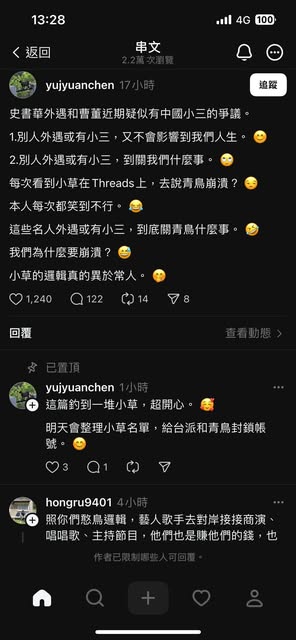 13:28
4G 100
返回
串文
2.2萬 次瀏覽
yujyuanchen 17小時
追蹤
史書華外遇和曹董近期疑似有中國小三的爭議。
1.別人外遇或有小三，又不會影響到我們人生。😊
2.別人外遇或有小三，到關我們什麼事。🙄
每次看到小草在Threads上，去說青鳥崩潰？😒
本人每次都笑到不行。😂
這些名人外遇或有小三，到底關青鳥什麼事。🤣
我們為什麼要崩潰？😅
小草的邏輯真的異於常人。🤭
1,240 122 14 8
回覆
查看動態 >
已置頂
yujyuanchen 1小時
這篇釣到一堆小草，超開心。🥰
明天會整理小草名單，給台派和青鳥封鎖帳
號。😊
3 1
hongru9401 4小時
照你們憨鳥邏輯，藝人歌手去對岸接接商演、
唱唱歌、主持節目，他們也是賺他們的錢，也
作者已限制哪些人可回覆。